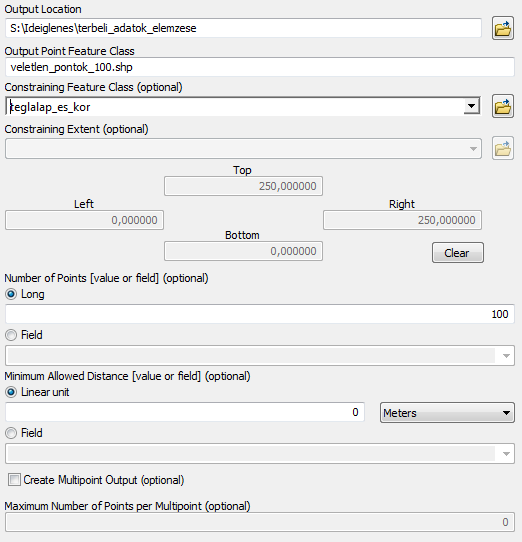 Output Location
S:\Ideiglenes\terbeli_adatok_elemzese
Output Point Feature Class
veletlen_pontok_100.shp
Constraining Feature Class (optional)
teglalap_es_kor
Constraining Extent (optional)
Top
250,000000
Left
Right
0,000000
250,000000
Bottom
0,000000
Clear
Number of Points [value or field] (optional)
Long
100
Field
Minimum Allowed Distance [value or field] (optional)
Linear unit
0
Meters
Field
Create Multipoint Output (optional)
Maximum Number of Points per Multipoint (optional)
0